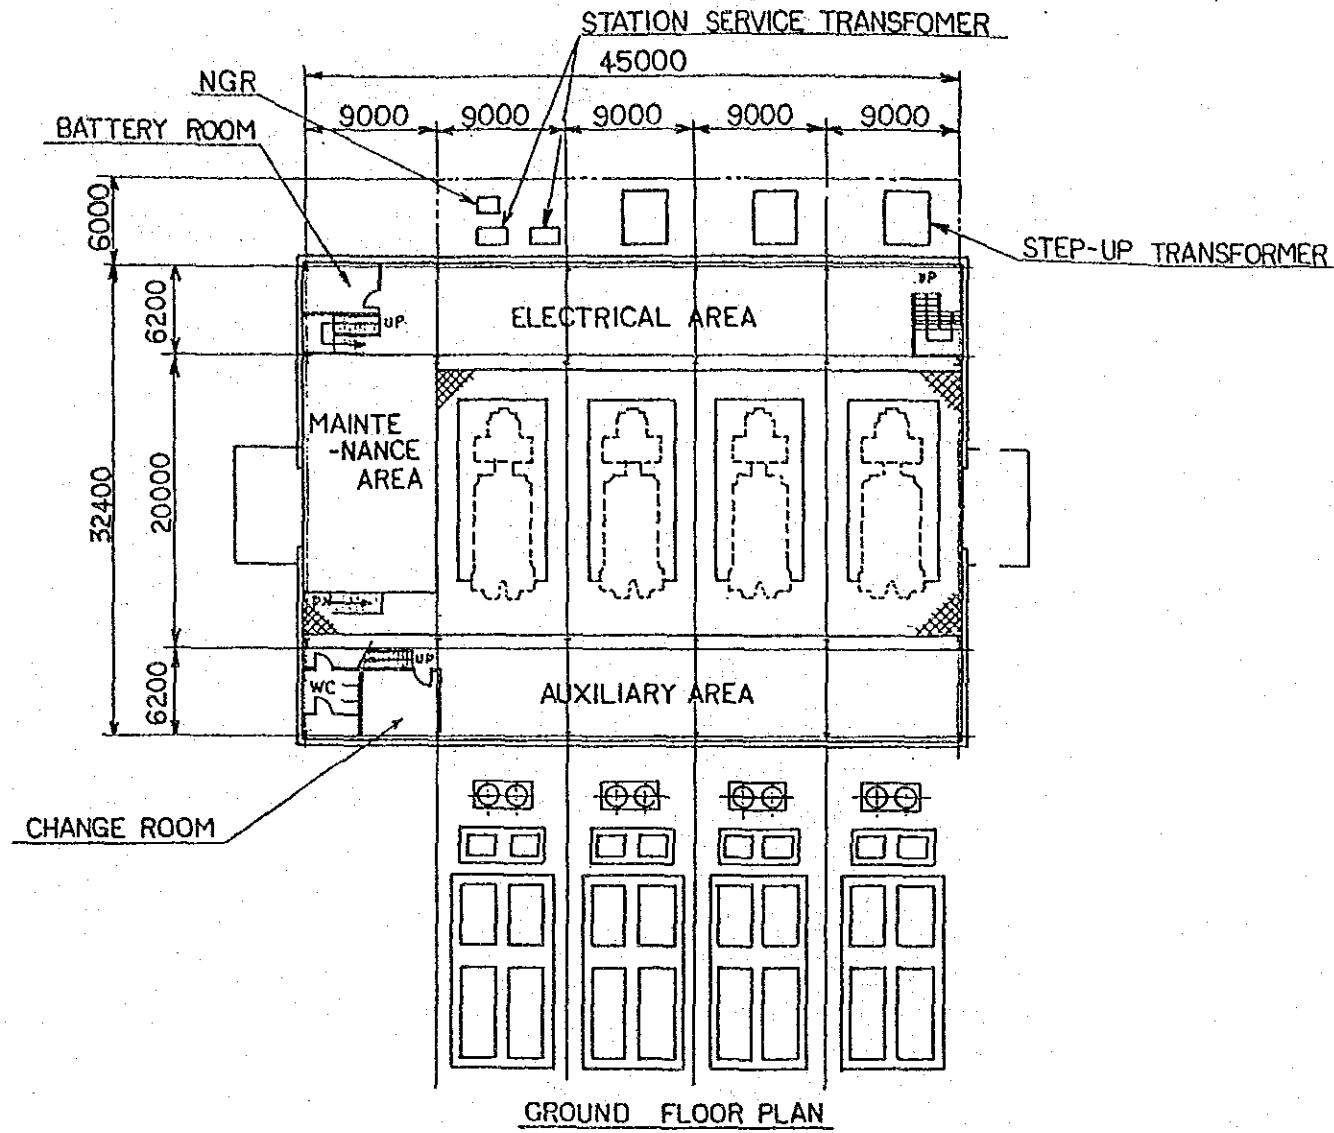 STATION SERVICE TRANSFOMER
45000
NGR
9000 9000 9000 9000 9000
BATTERY ROOM
6000
STEP-UP TRANSFORMER
UP
6200
UP
ELECTRICAL AREA
MAINTE
-NANCE
AREA
32400
20000
DN
UP
WC
6200
AUXILIARY AREA
CHANGE ROOM
GROUND FLOOR PLAN